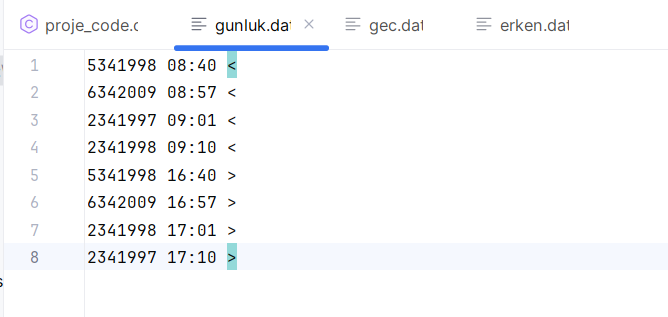 proje_code.c gunluk.dat × gec.dat erken.dat
1 5341998 08:40 <
2 6342009 08:57 <
3 2341997 09:01 <
4 2341998 09:10 <
5 5341998 16:40 >
6 6342009 16:57 >
7 2341998 17:01 >
8 2341997 17:10 >